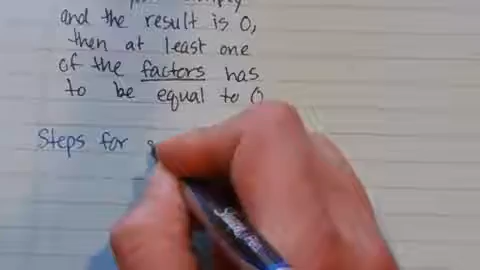 and the result is 0,
then at least one
of the factors has
to be equal to 0
Steps for